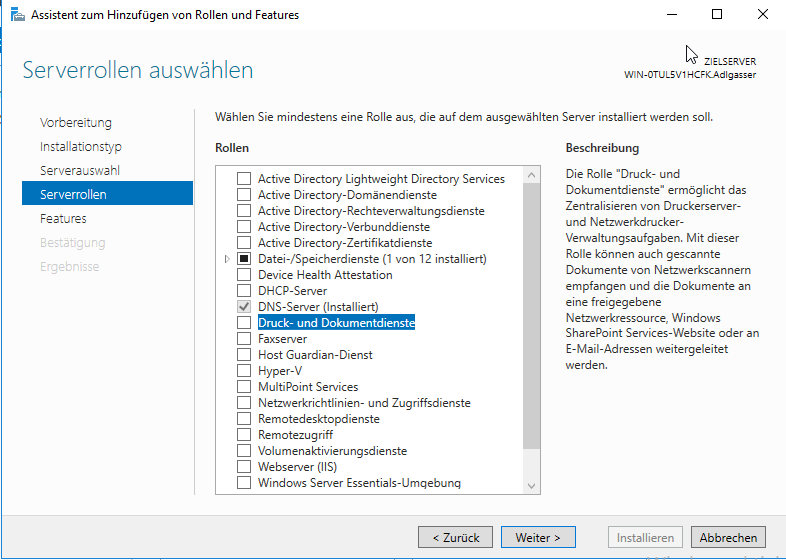 Assistent zum Hinzufügen von Rollen und Features
Serverrollen auswählen
ZIELSERVER
WIN-0TUL5V1HCFK.Adlgasser
Vorbereitung
Installationstyp
Serverauswahl
Serverrollen
Features
Bestätigung
Ergebnisse
Wählen Sie mindestens eine Rolle aus, die auf dem ausgewählten Server installiert werden soll.
Rollen
Active Directory Lightweight Directory Services
Active Directory-Domänendienste
Active Directory-Rechteverwaltungsdienste
Active Directory-Verbunddienste
Active Directory-Zertifikatdienste
Datei-/Speicherdienste (1 von 12 installiert)
Device Health Attestation
DHCP-Server
DNS-Server (Installiert)
Druck- und Dokumentdienste
Faxserver
Host Guardian-Dienst
Hyper-V
MultiPoint Services
Netzwerkrichtlinien- und Zugriffsdienste
Remotedesktopdienste
Remotezugriff
Volumenaktivierungsdienste
Webserver (IIS)
Windows Server Essentials-Umgebung
Beschreibung
Die Rolle "Druck- und
Dokumentdienste" ermöglicht das
Zentralisieren von Druckerserver-
und Netzwerkdrucker-
Verwaltungsaufgaben. Mit dieser
Rolle können auch gescannte
Dokumente von Netzwerkscannern
empfangen und die Dokumente an
eine freigegebene
Netzwerkressource, Windows
SharePoint Services-Website oder an
E-Mail-Adressen weitergeleitet
werden.
< Zurück
Weiter >
Installieren
Abbrechen